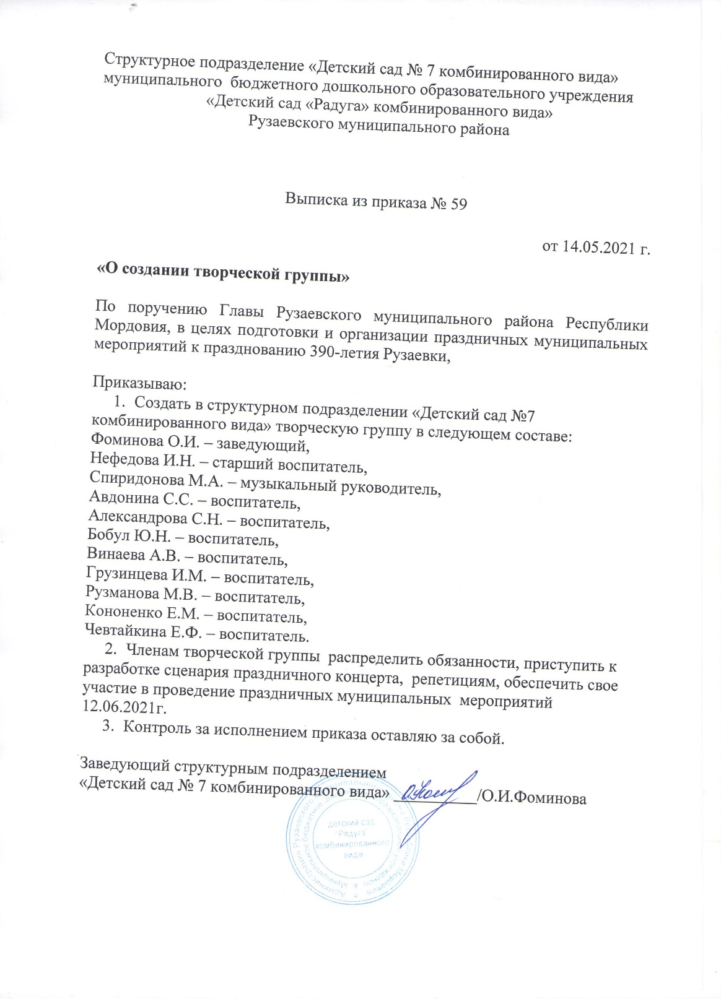 Структурное подразделение «Детский сад № 7 комбинированного вида»
муниципального бюджетного дошкольного образовательного учреждения
«Детский сад «Радуга» комбинированного вида»
Рузаевского муниципального района
Выписка из приказа № 59
от 14.05.2021 г.
«О создании творческой группы»
По поручению Главы Рузаевского муниципального района Республики
Мордовия, в целях подготовки и организации праздничных муниципальных
мероприятий к празднованию 390-летия Рузаевки,
Приказываю:
1. Создать в структурном подразделении «Детский сад №7
комбинированного вида» творческую группу в следующем составе:
Фоминова О.И. – заведующий,
Нефедова И.Н. – старший воспитатель,
Спиридонова М.А. – музыкальный руководитель,
Авдонина С.С. – воспитатель,
Александрова С.Н. – воспитатель,
Бобул Ю.Н. – воспитатель,
Винаева А.В. – воспитатель,
Грузинцева И.М. – воспитатель,
Рузманова М.В. – воспитатель,
Кононенко Е.М. – воспитатель,
Чевтайкина Е.Ф. – воспитатель.
2. Членам творческой группы распределить обязанности, приступить к
разработке сценария праздничного концерта, репетициям, обеспечить свое
участие в проведение праздничных муниципальных мероприятий
12.06.2021г.
3. Контроль за исполнением приказа оставляю за собой.
Заведующий структурным подразделением
«Детский сад № 7 комбинированного вида» __________/О.И.Фоминова
детский сад
"Радуга"
комбинированного
вида